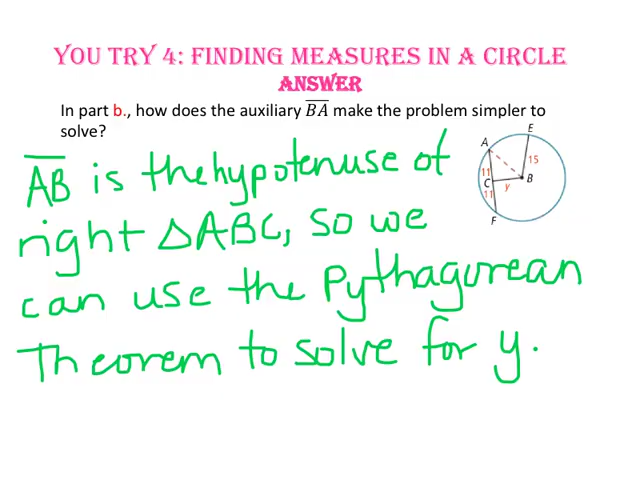 YOU TRY 4: FINDING MEASURES IN A CIRCLE
ANSWER
In part b., how does the auxiliary BA make the problem simpler to
solve?
AB is the hypotenuse of
right △ABC, so we
can use the Pythagorean
Theorem to solve for y.
E
A
15
11
C
B
y
11
F